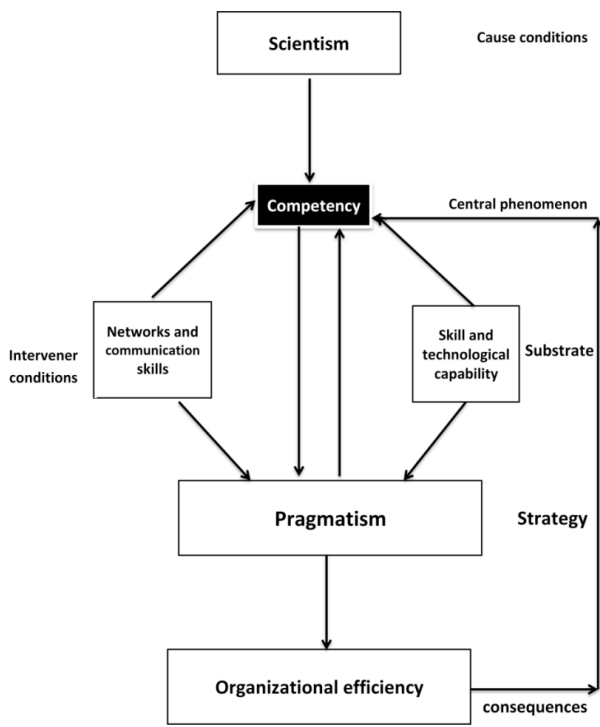 Scientism
Cause conditions
Competency
Central phenomenon
Networks and
communication
skills
Intervener
conditions
Skill and
technological
capability
Substrate
Pragmatism
Strategy
Organizational efficiency
consequences